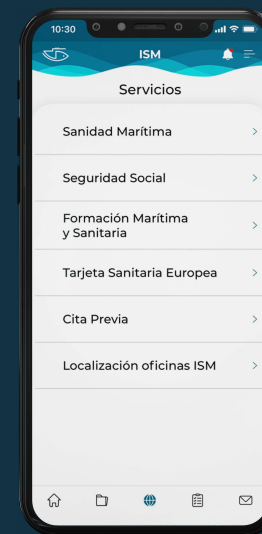 10:30
ISM
Servicios
Sanidad Marítima
Seguridad Social
Formación Marítima
y Sanitaria
Tarjeta Sanitaria Europea
Cita Previa
Localización oficinas ISM